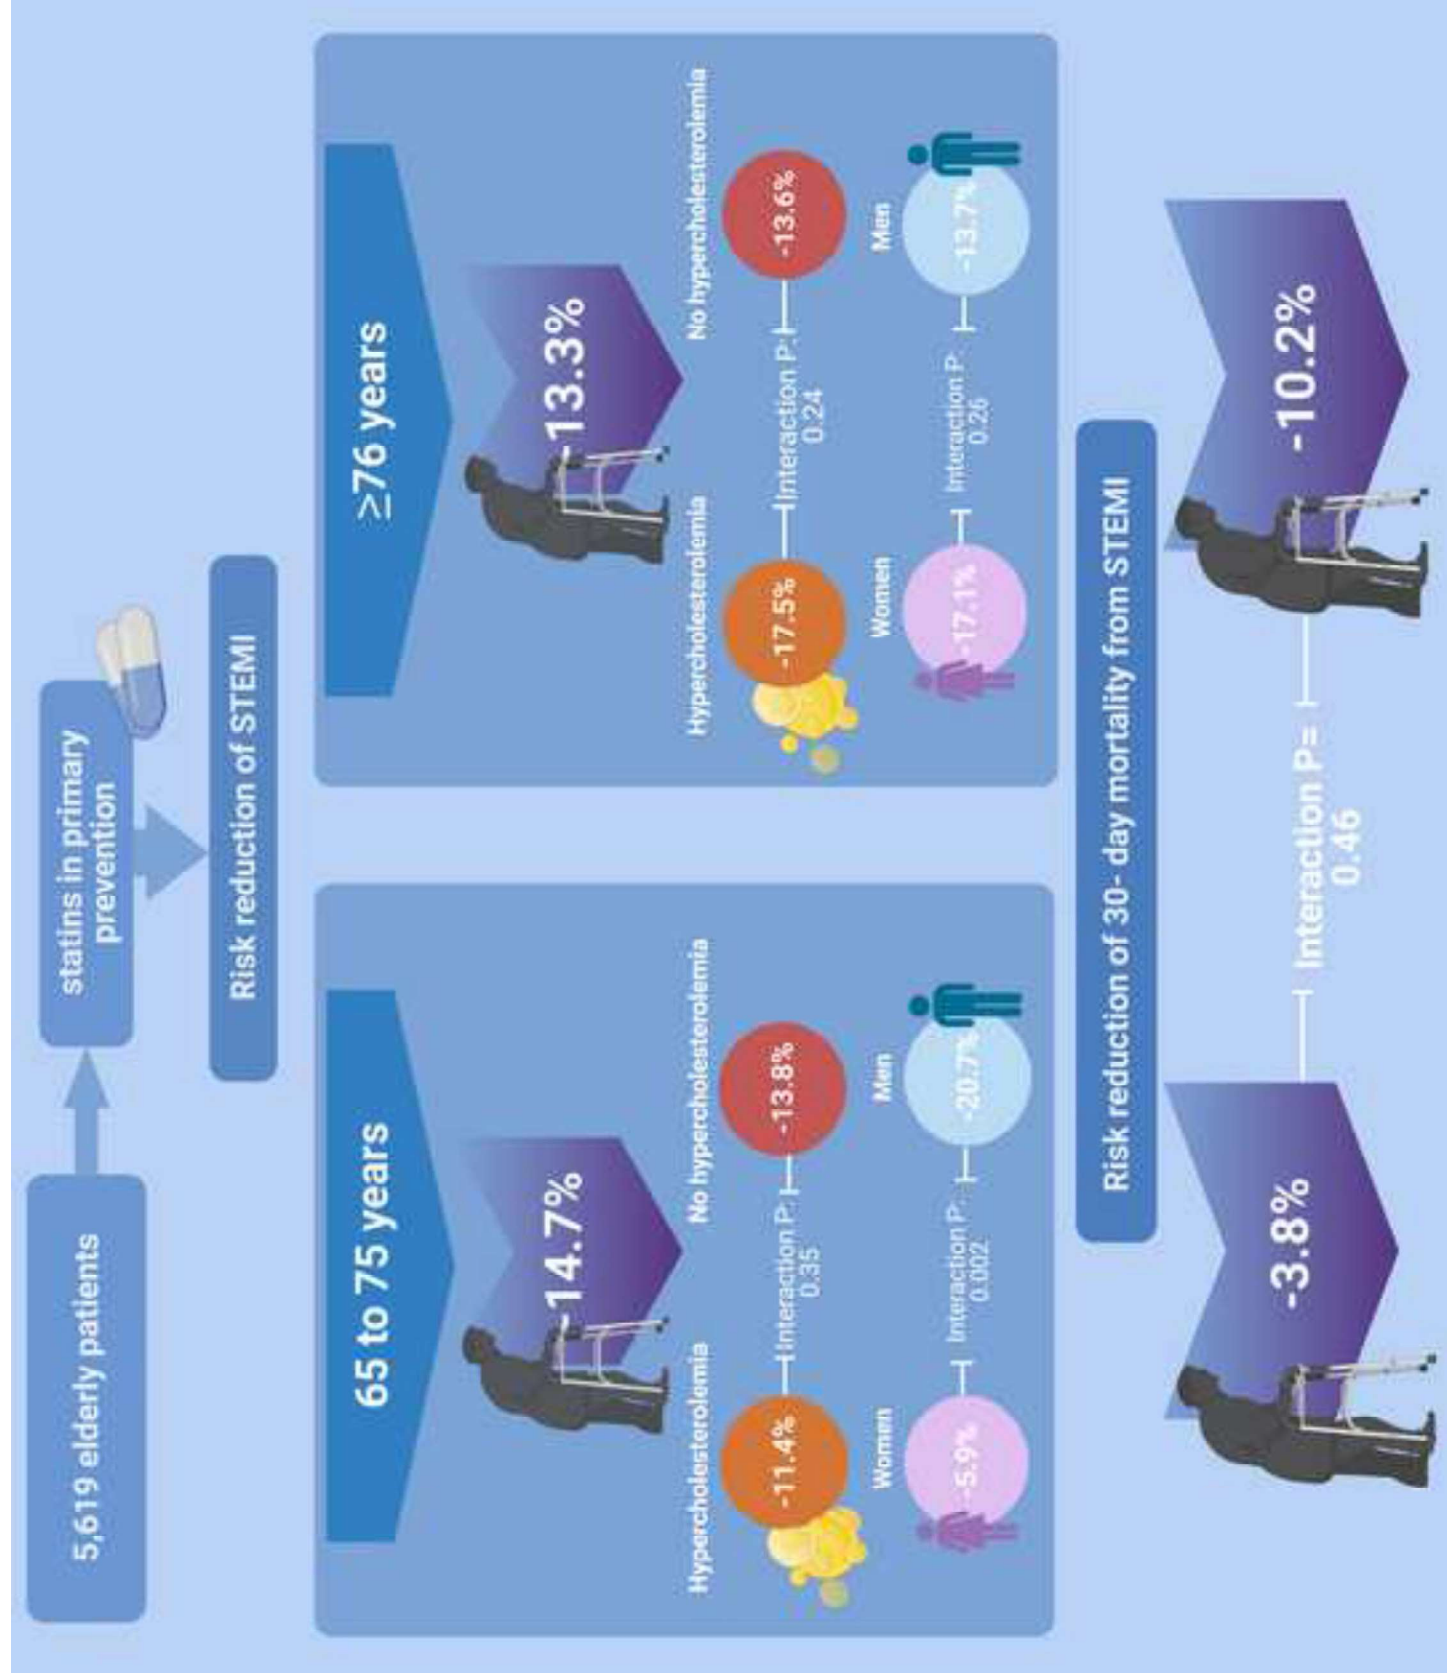 5,619 elderly patients
statins in primary
prevention
Risk reduction of STEMI
65 to 75 years
-14.7%
Hypercholesterolemia
No hypercholesterolemia
-11.4%
Interaction P:
0.35
-13.8%
Women
Men
-5.9%
Interaction P:
0.002
-20.7%
≥76 years
-13.3%
Hypercholesterolemia
No hypercholesterolemia
-17.5%
Interaction P:
0.24
-13.6%
Women
Men
-17.1%
Interaction P:
0.26
-13.7%
Risk reduction of 30- day mortality from STEMI
-3.8%
Interaction P=
0.46
-10.2%